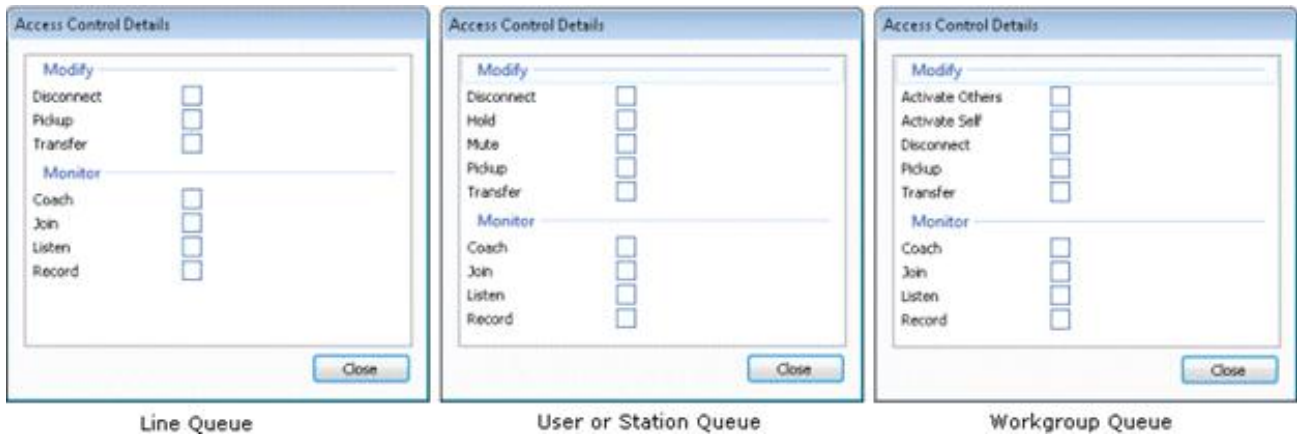 Access Control Details
Modify
Disconnect
Pickup
Transfer
Monitor
Coach
Join
Listen
Record
Close
Line Queue
Access Control Details
Modify
Disconnect
Hold
Mute
Pickup
Transfer
Monitor
Coach
Join
Listen
Record
Close
User or Station Queue
Access Control Details
Modify
Activate Others
Activate Self
Disconnect
Pickup
Transfer
Monitor
Coach
Join
Listen
Record
Close
Workgroup Queue